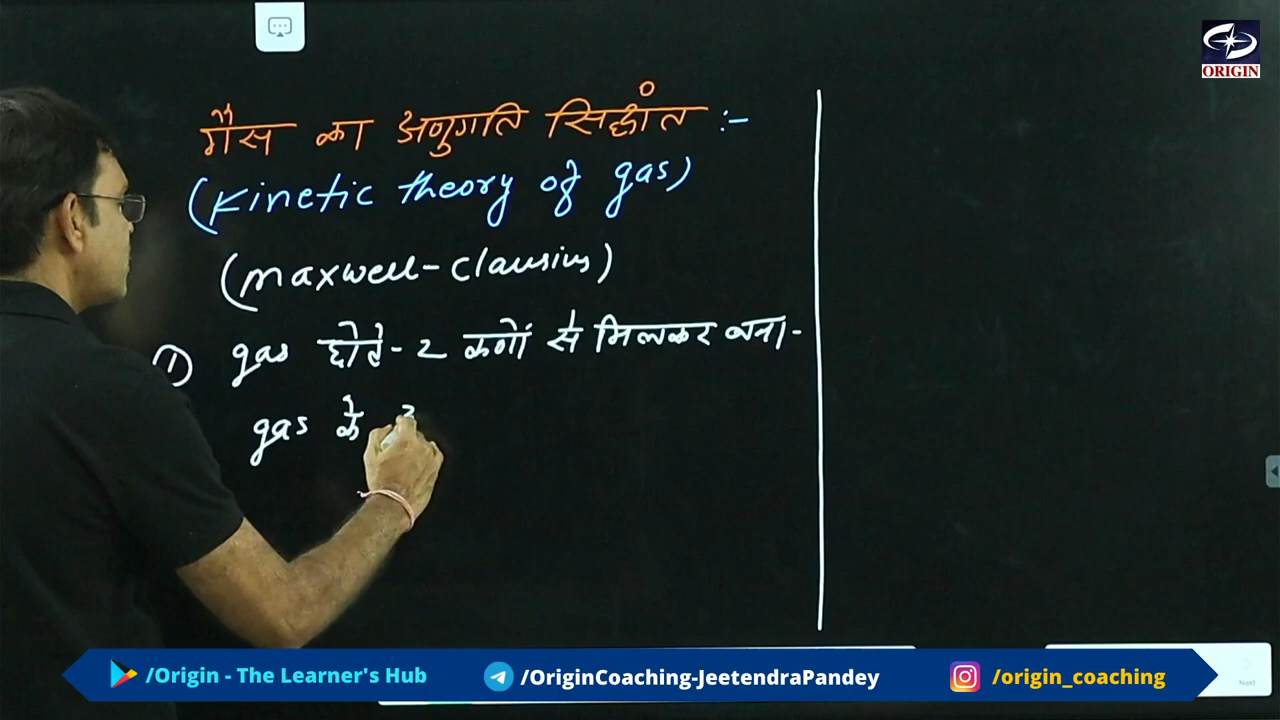 ORIGIN
गैस का अणुगति सिद्धांत :-
(Kinetic theory of gas)
(Maxwell-Clausius)
① gas छोटे-2 कणों से मिलकर बना-
gas के
/Origin - The Learner's Hub
/OriginCoaching-JeetendraPandey
/origin_coaching
Next